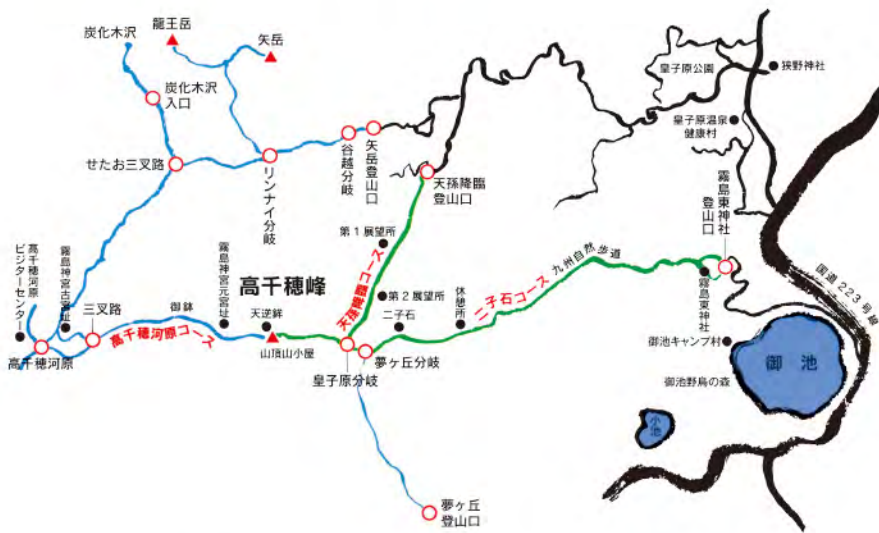 炭化木沢
龍王岳
矢岳
炭化木沢
入口
せたお三叉路
リンナイ分岐
谷越分岐
矢岳登山口
天孫降臨
登山口
皇子原公園
狭野神社
皇子原温泉
健康村
霧島東神社
登山口
高千穂河原
ビジターセンター
霧島神宮古宮址
三叉路
高千穂河原
御鉢
高千穂河原コース
霧島神宮元宮址
高千穂峰
天逆鉾
山頂山小屋
第1展望所
天孫降臨コース
第2展望所
二子石
皇子原分岐
夢ヶ丘分岐
休憩所
二子石コース
九州自然歩道
霧島東神社
国道223号線
御池キャンプ村
御池野鳥の森
御池
小池
夢ヶ丘
登山口